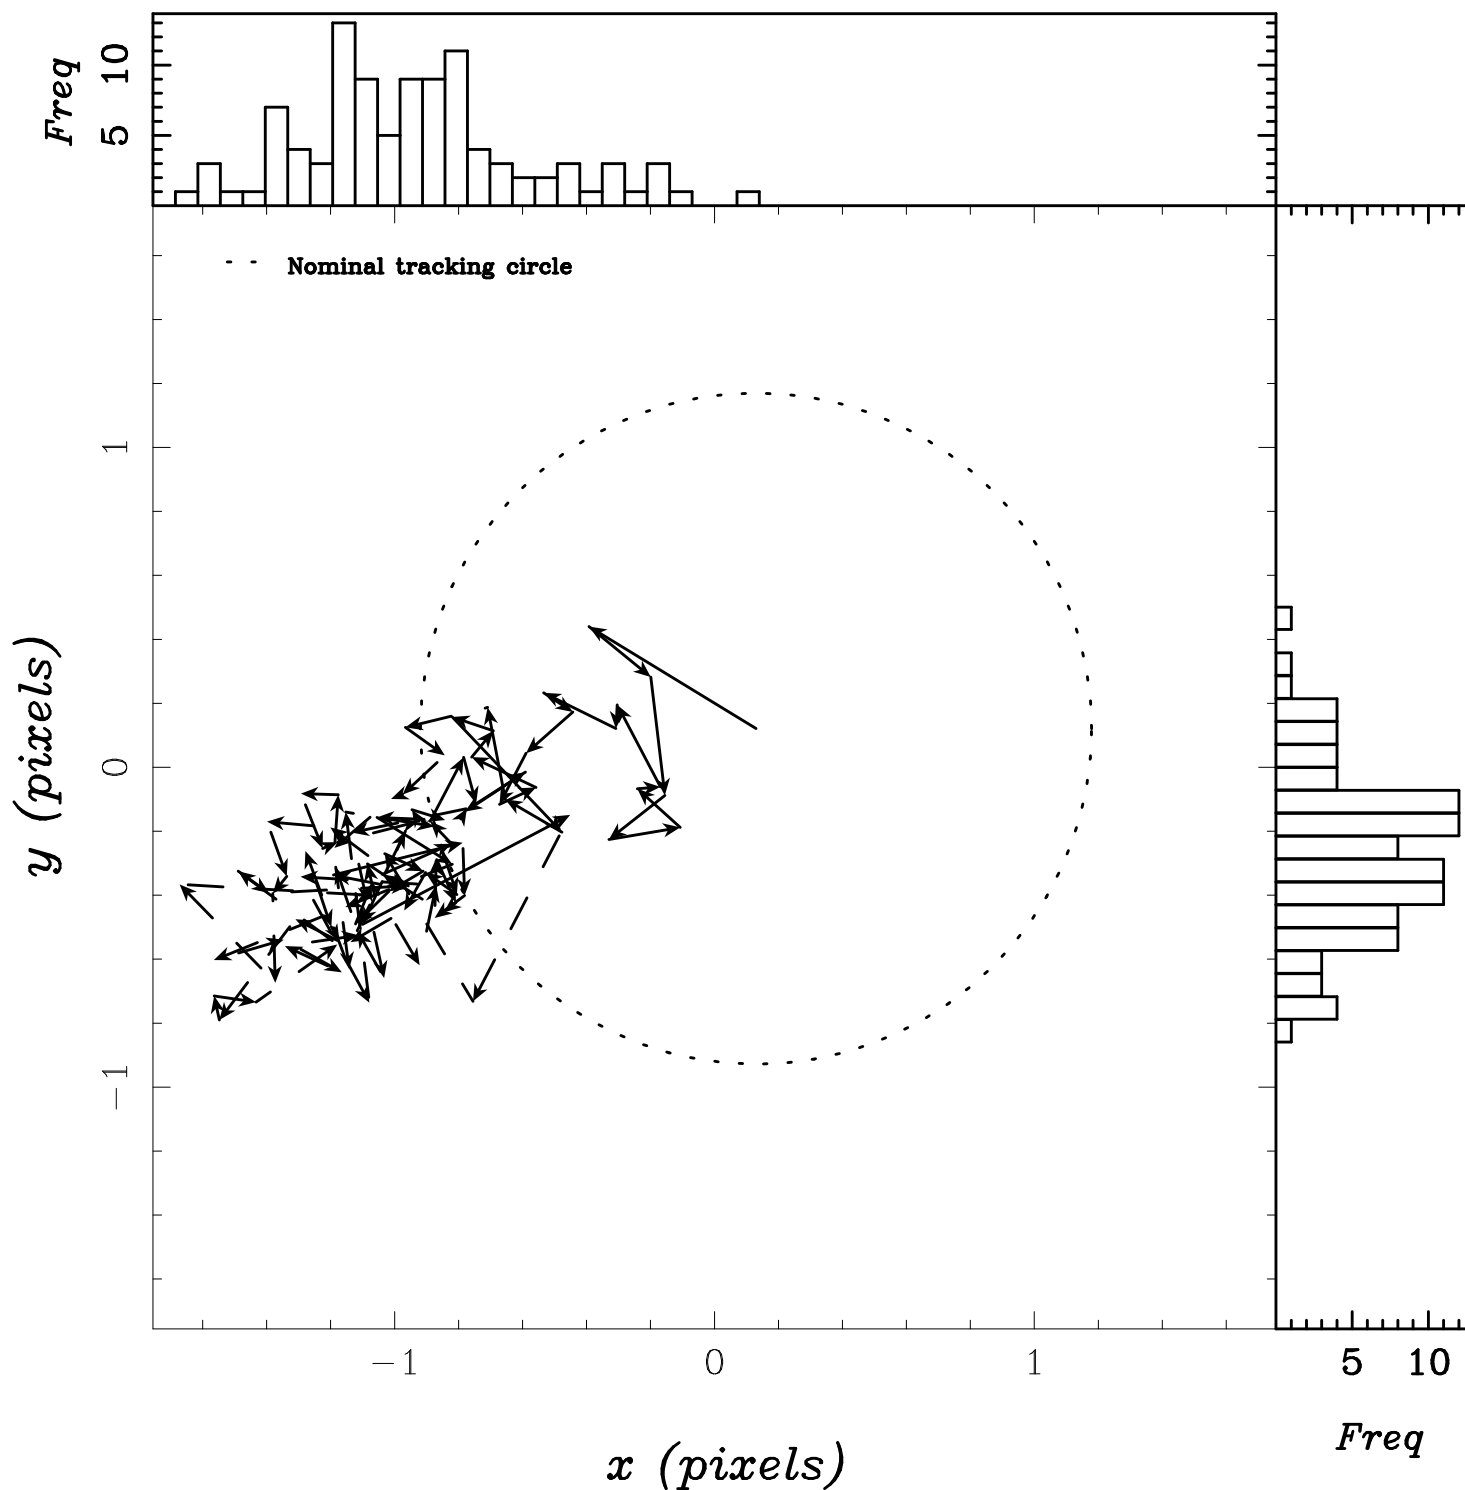 Freq
10
5
Nominal tracking circle
y (pixels)
1
0
−1
−1 0 1
5 10
x (pixels)
Freq